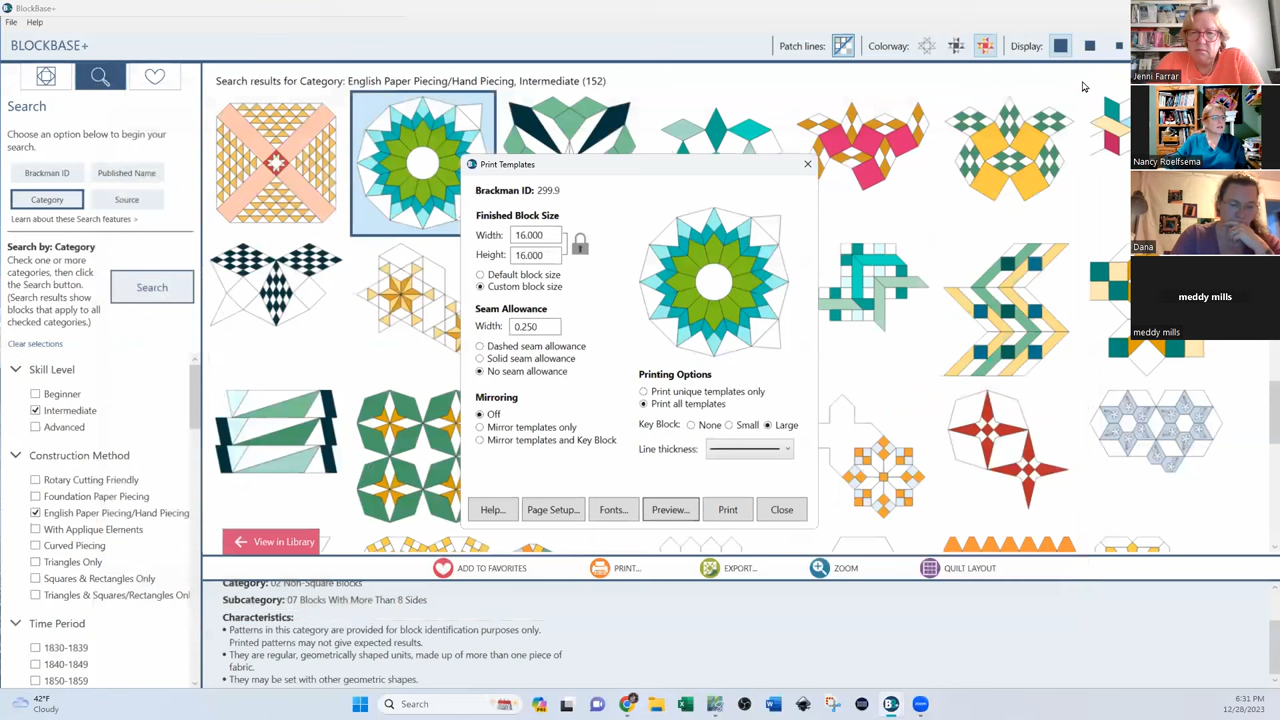 BlockBase+
File Help
BLOCKBASE+
Patch lines:
Colorway:
Display:
Search results for Category: English Paper Piecing/Hand Piecing, Intermediate (152)
Search
Choose an option below to begin your
search.
Brackman ID
Published Name
Category
Source
Learn about these Search features >
Search by: Category
Check one or more
categories, then click
the Search button.
(Search results show
blocks that apply to all
checked categories.)
Search
Clear selections
Skill Level
Beginner
Intermediate
Advanced
Construction Method
Rotary Cutting Friendly
Foundation Paper Piecing
English Paper Piecing/Hand Piecing
With Applique Elements
Curved Piecing
Triangles Only
Squares & Rectangles Only
Triangles & Squares/Rectangles Onl
Time Period
1830-1839
1840-1849
1850-1859
Print Templates
Brackman ID: 299.9
Finished Block Size
Width: 16.000
Height: 16.000
Default block size
Custom block size
Seam Allowance
Width: 0.250
Dashed seam allowance
Solid seam allowance
No seam allowance
Mirroring
Off
Mirror templates only
Mirror templates and Key Block
Printing Options
Print unique templates only
Print all templates
Key Block: None Small Large
Line thickness:
Help...
Page Setup...
Fonts...
Preview...
Print
Close
View in Library
ADD TO FAVORITES
PRINT...
EXPORT...
ZOOM
QUILT LAYOUT
Category: 02 Non-Square Blocks
Subcategory: 07 Blocks With More Than 8 Sides
Characteristics:
• Patterns in this category are provided for block identification purposes only.
Printed patterns may not give expected results.
• They are regular, geometrically shaped units, made up of more than one piece of
fabric.
• They may be set with other geometric shapes.
Jenni Farrar
Nancy Roelfsema
Dana
meddy mills
meddy mills
42°F
Cloudy
Search
6:31 PM
12/28/2023